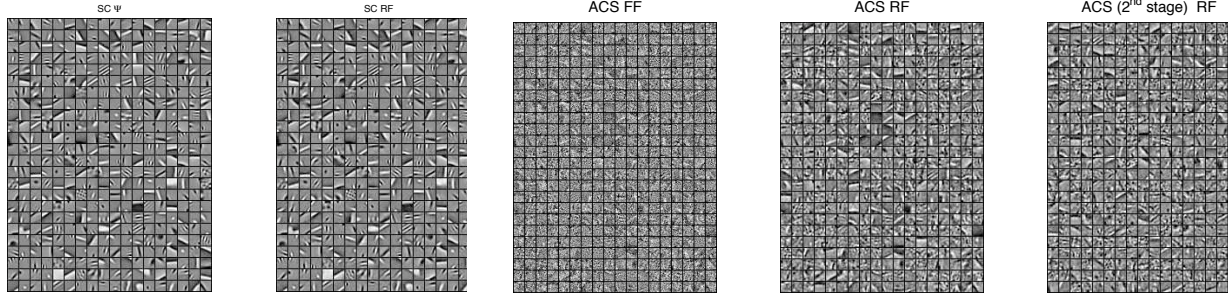 SC Ψ
SC RF
ACS FF
ACS RF
ACS (2nd stage) RF